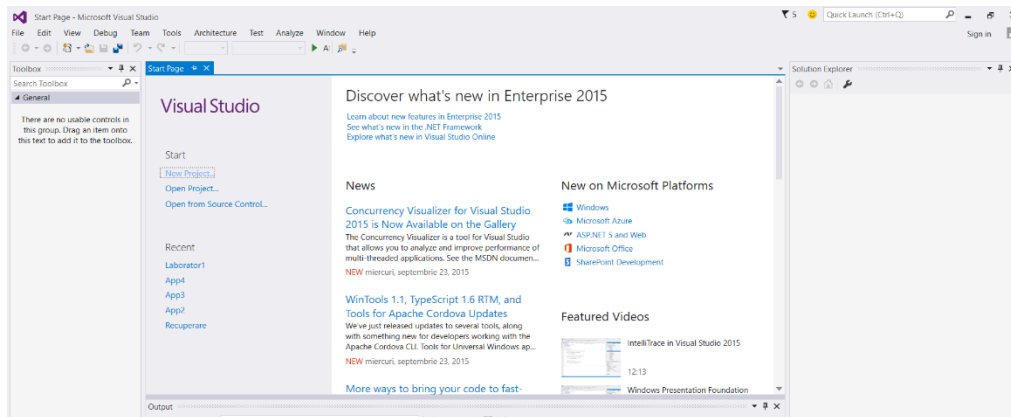 Start Page - Microsoft Visual Studio
5
Quick Launch (Ctrl+Q)
File Edit View Debug Team Tools Architecture Test Analyze Window Help
Sign in
Toolbox
Search Toolbox
General
There are no usable controls in
this group. Drag an item onto
this text to add it to the toolbox.
Start Page
Visual Studio
Start
New Project...
Open Project...
Open from Source Control...
Recent
Laborator1
App4
App3
App2
Recuperare
Discover what's new in Enterprise 2015
Learn about new features in Enterprise 2015
See what's new in the .NET Framework
Explore what's new in Visual Studio Online
News
Concurrency Visualizer for Visual Studio
2015 is Now Available on the Gallery
The Concurrency Visualizer is a tool for Visual Studio
that allows you to analyze and improve performance of
multi-threaded applications. See the MSDN documen...
NEW miercuri, septembrie 23, 2015
WinTools 1.1, TypeScript 1.6 RTM, and
Tools for Apache Cordova Updates
We've just released updates to several tools, along
with something new for developers working with the
Apache Cordova CLI. Tools for Universal Windows ap...
NEW miercuri, septembrie 23, 2015
More ways to bring your code to fast-
New on Microsoft Platforms
Windows
Microsoft Azure
ASP.NET 5 and Web
Microsoft Office
SharePoint Development
Featured Videos
IntelliTrace in Visual Studio 2015
12:13
Windows Presentation Foundation
Solution Explorer
Output